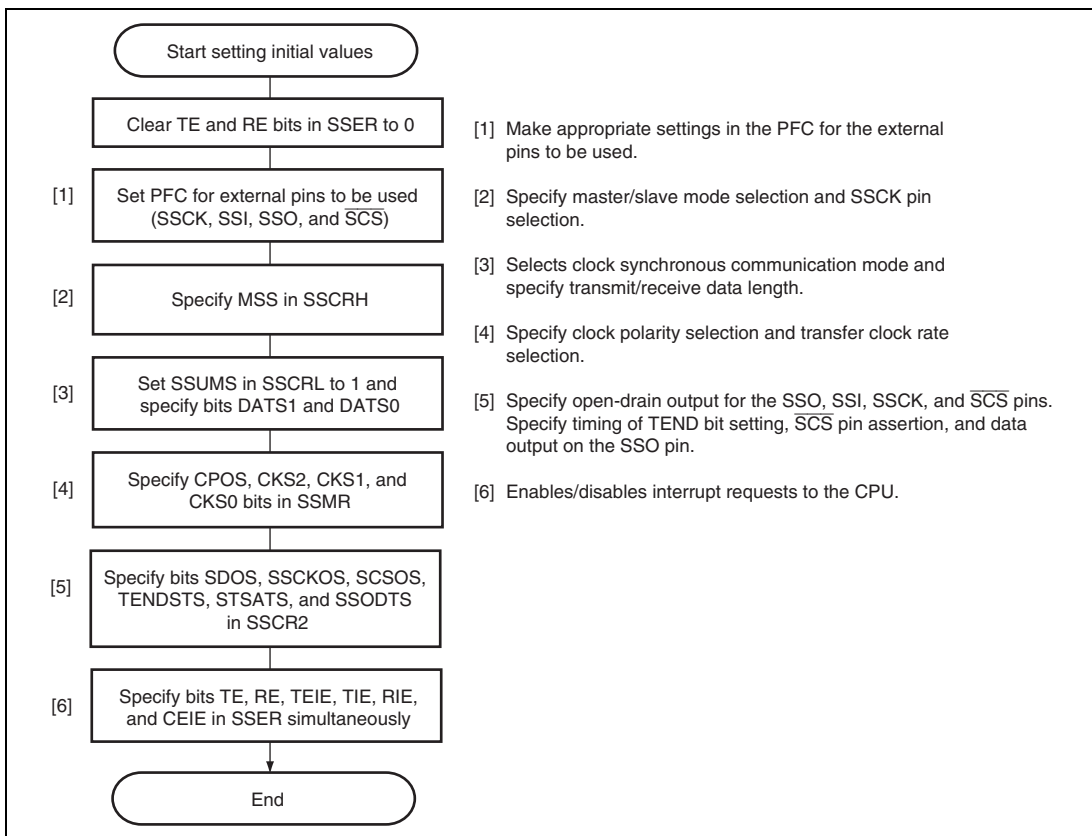 Start setting initial values
Clear TE and RE bits in SSER to 0
[1]
Set PFC for external pins to be used
(SSCK, SSI, SSO, and S̅C̅S̅)
[2]
Specify MSS in SSCRH
[3]
Set SSUMS in SSCRL to 1 and
specify bits DATS1 and DATS0
[4]
Specify CPOS, CKS2, CKS1, and
CKS0 bits in SSMR
[5]
Specify bits SDOS, SSCKOS, SCSOS,
TENDSTS, STSATS, and SSODTS
in SSCR2
[6]
Specify bits TE, RE, TEIE, TIE, RIE,
and CEIE in SSER simultaneously
End
[1] Make appropriate settings in the PFC for the external
pins to be used.
[2] Specify master/slave mode selection and SSCK pin
selection.
[3] Selects clock synchronous communication mode and
specify transmit/receive data length.
[4] Specify clock polarity selection and transfer clock rate
selection.
[5] Specify open-drain output for the SSO, SSI, SSCK, and S̅C̅S̅ pins.
Specify timing of TEND bit setting, S̅C̅S̅ pin assertion, and data
output on the SSO pin.
[6] Enables/disables interrupt requests to the CPU.